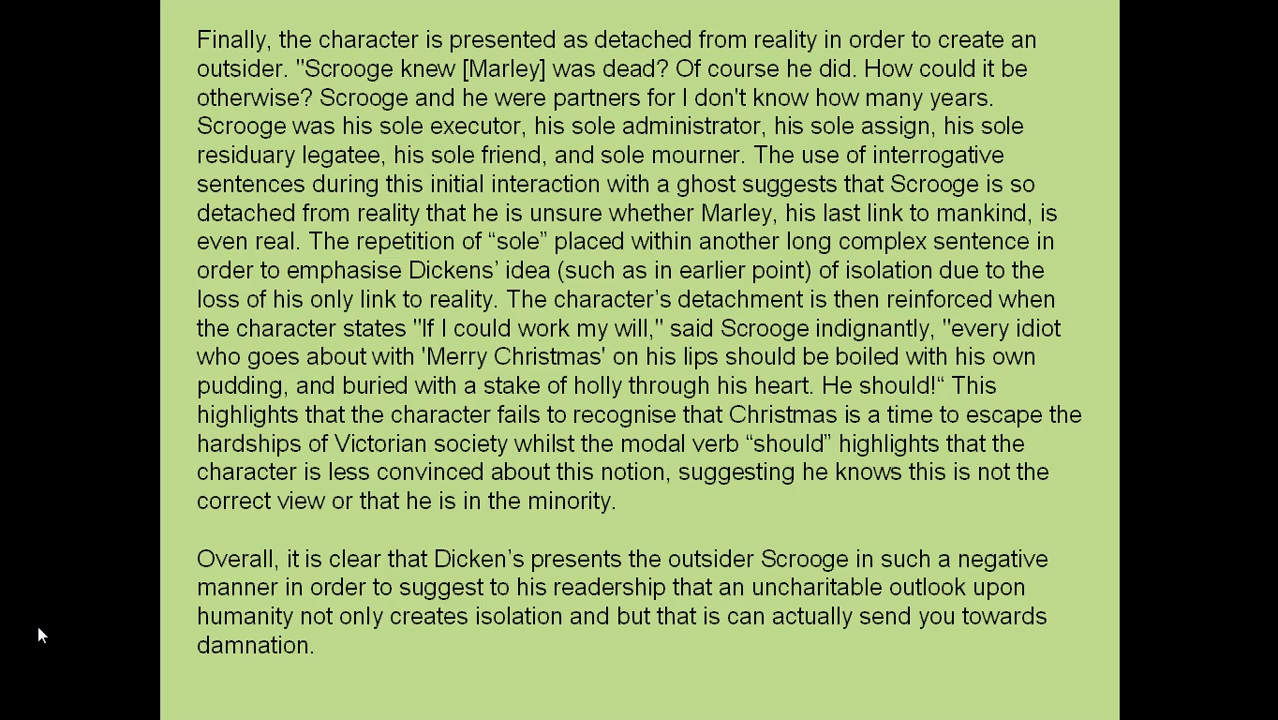 Finally, the character is presented as detached from reality in order to create an
outsider. "Scrooge knew [Marley] was dead? Of course he did. How could it be
otherwise? Scrooge and he were partners for I don't know how many years.
Scrooge was his sole executor, his sole administrator, his sole assign, his sole
residuary legatee, his sole friend, and sole mourner. The use of interrogative
sentences during this initial interaction with a ghost suggests that Scrooge is so
detached from reality that he is unsure whether Marley, his last link to mankind, is
even real. The repetition of “sole” placed within another long complex sentence in
order to emphasise Dickens’ idea (such as in earlier point) of isolation due to the
loss of his only link to reality. The character’s detachment is then reinforced when
the character states "If I could work my will," said Scrooge indignantly, "every idiot
who goes about with 'Merry Christmas' on his lips should be boiled with his own
pudding, and buried with a stake of holly through his heart. He should!“ This
highlights that the character fails to recognise that Christmas is a time to escape the
hardships of Victorian society whilst the modal verb “should” highlights that the
character is less convinced about this notion, suggesting he knows this is not the
correct view or that he is in the minority.
Overall, it is clear that Dicken’s presents the outsider Scrooge in such a negative
manner in order to suggest to his readership that an uncharitable outlook upon
humanity not only creates isolation and but that is can actually send you towards
damnation.